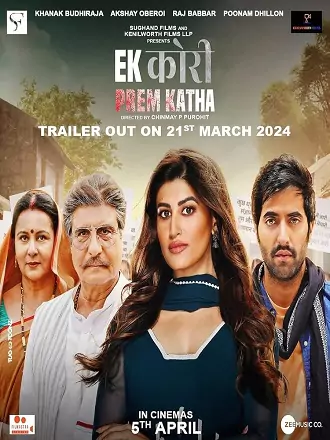 KHANAK BUDHIRAJA AKSHAY OBEROI RAJ BABBAR POONAM DHILLON
SUGHAND FILMS AND
KENILWORTH FILMS LLP
PRESENTS
EK कोरी
PREM KATHA
DIRECTED BY CHINMAY P PUROHIT
TRAILER OUT ON 21ST MARCH 2024
IN CINEMAS
5TH APRIL
ZEE MUSIC CO.